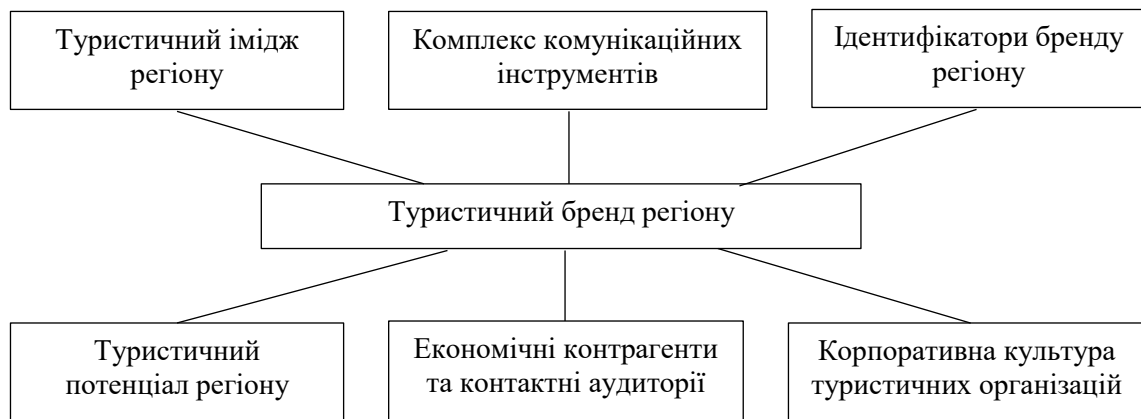 Туристичний імідж
регіону
Комплекс комунікаційних
інструментів
Ідентифікатори бренду
регіону
Туристичний бренд регіону
Туристичний
потенціал регіону
Економічні контрагенти
та контактні аудиторії
Корпоративна культура
туристичних організацій